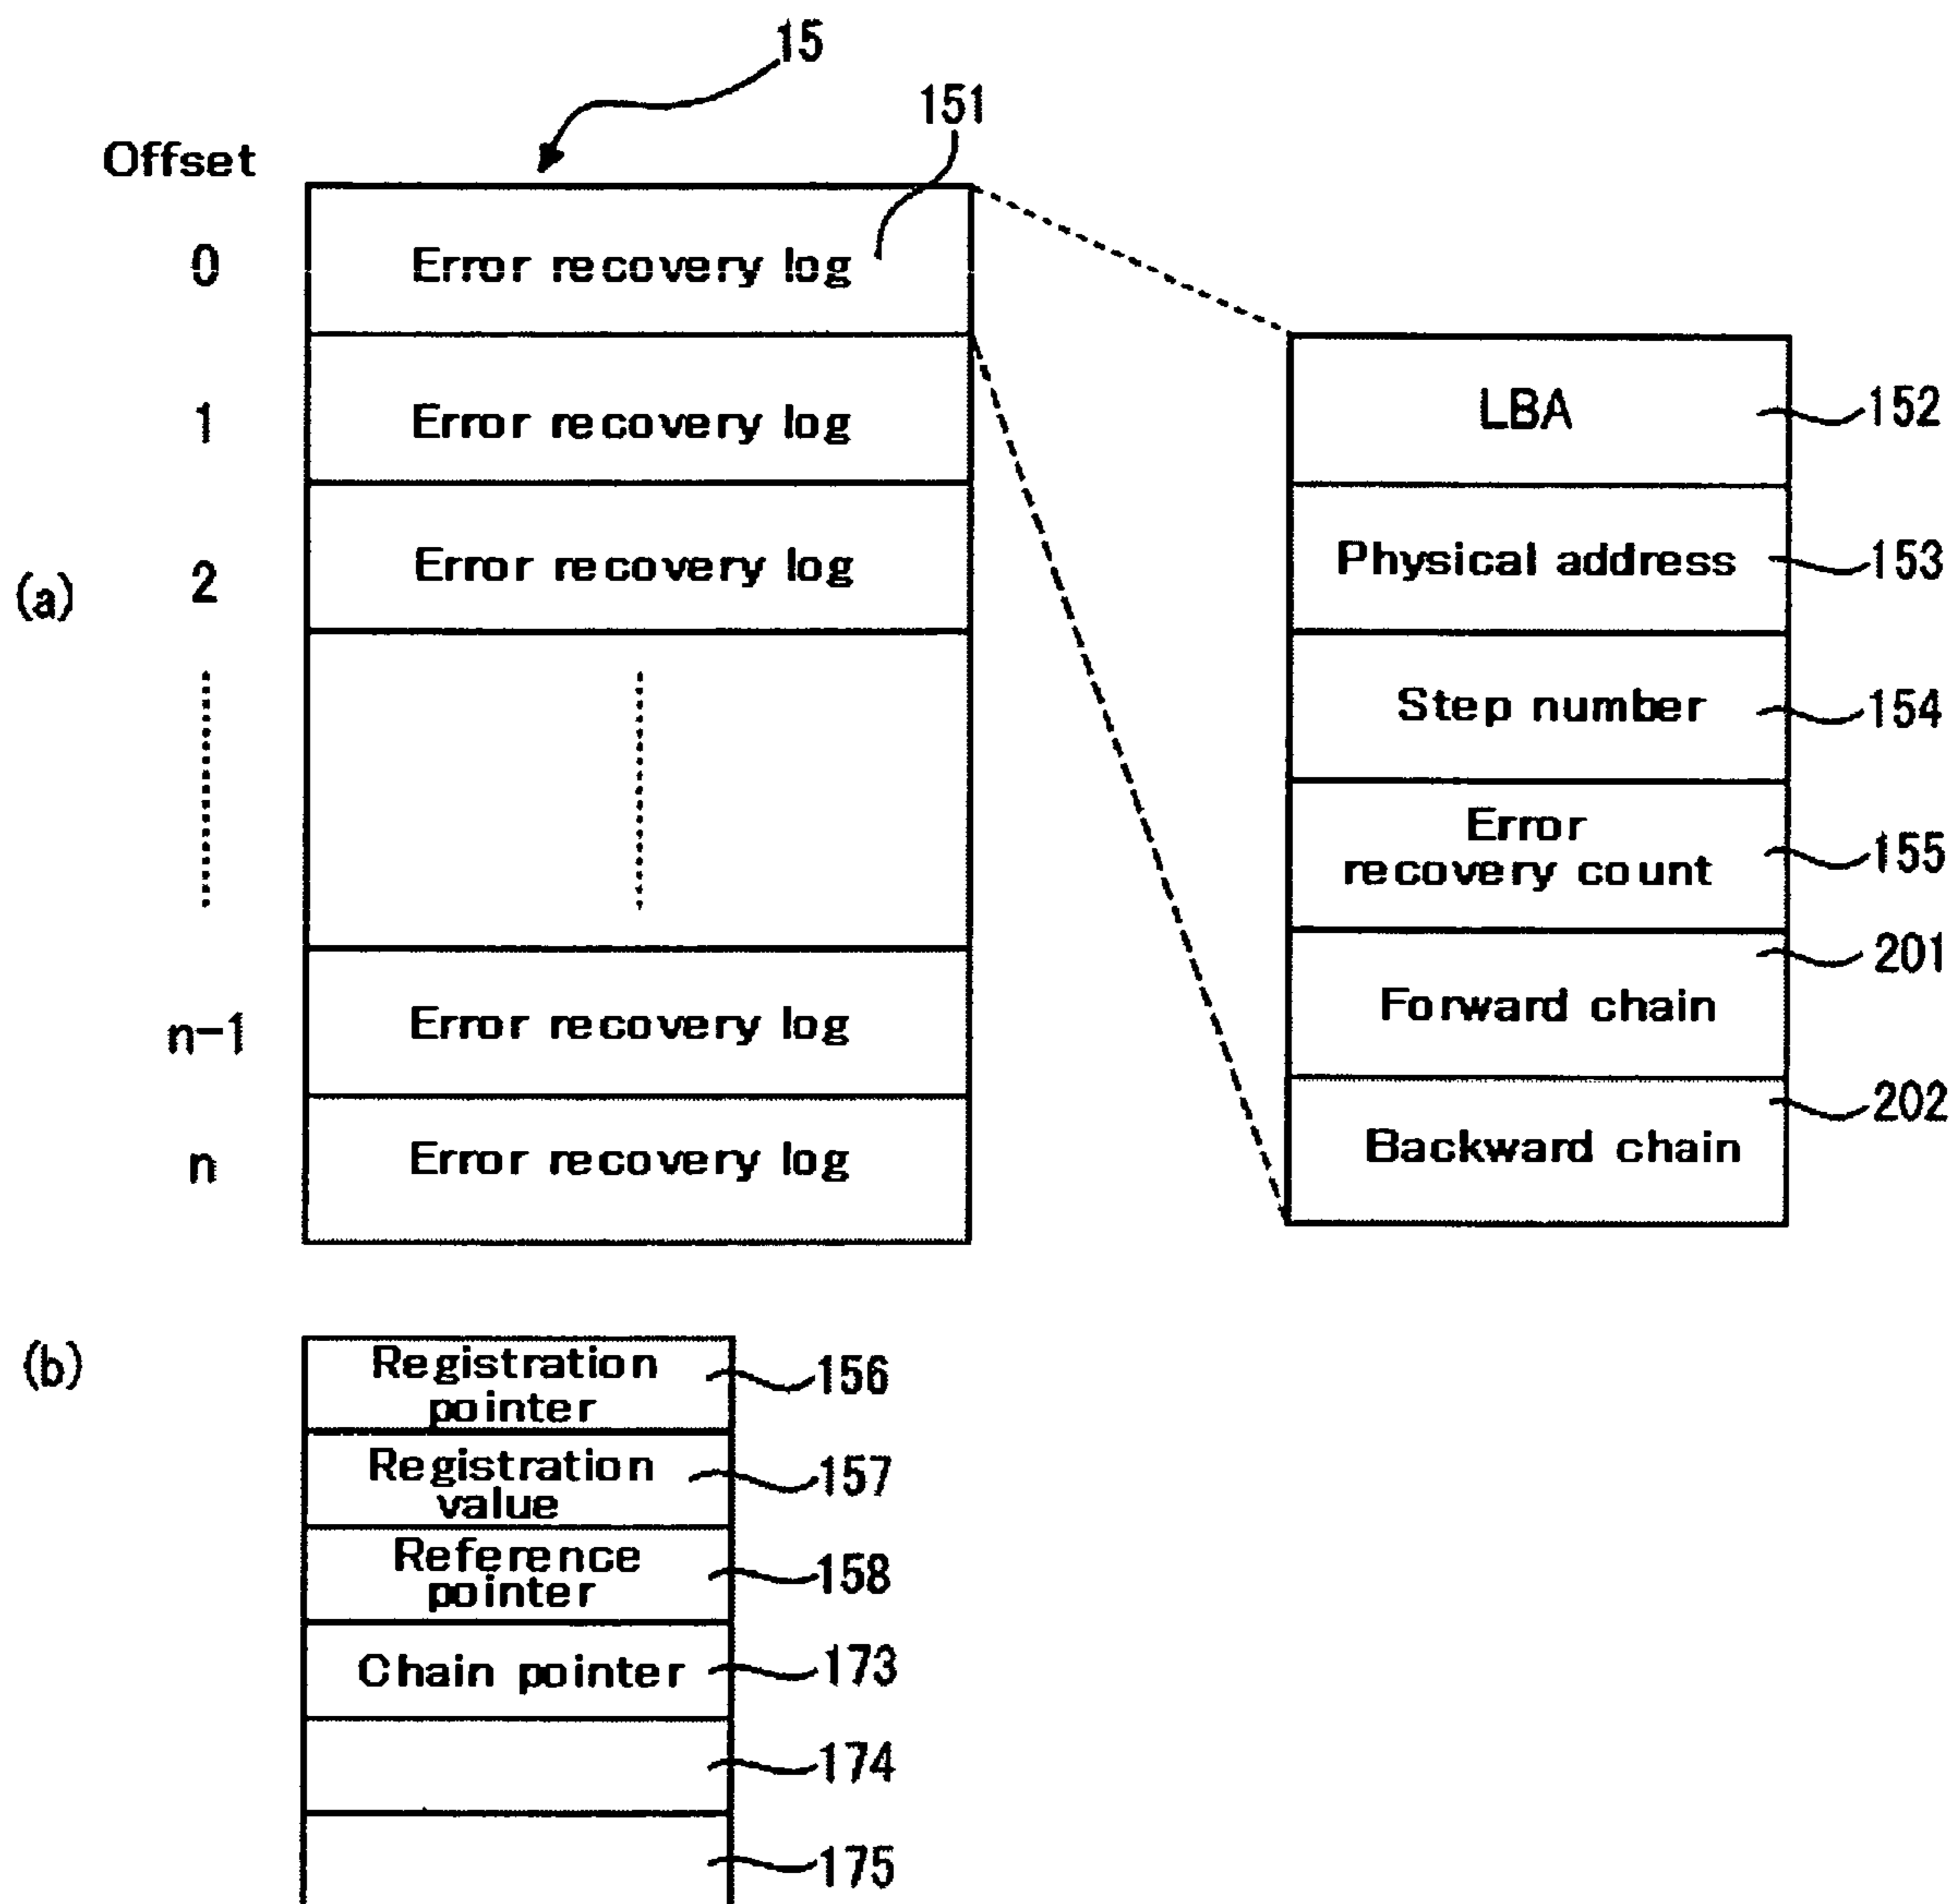 15
151
Offset
0
Error recovery log
1
Error recovery log
(a)
2
Error recovery log
n-1
Error recovery log
n
Error recovery log
LBA
152
Physical address
153
Step number
154
Error
recovery count
155
Forward chain
201
Backward chain
202
(b)
Registration
pointer
156
Registration
value
157
Reference
pointer
158
Chain pointer
173
174
175